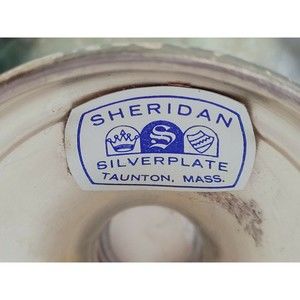 SHERIDAN
S
SILVERPLATE
TAUNTON, MASS.